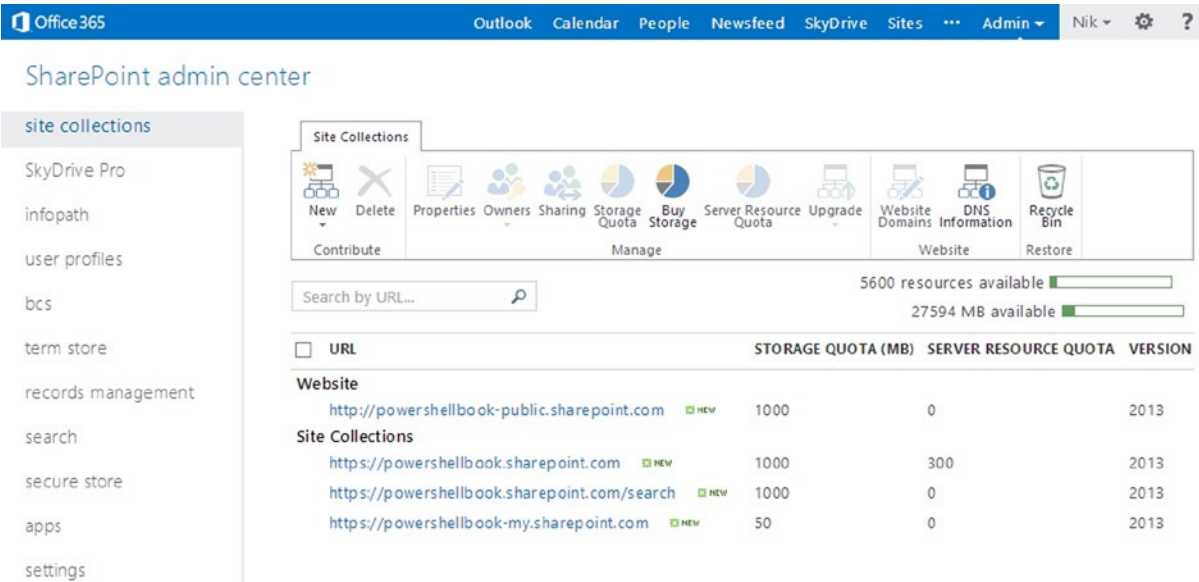 Office 365 Outlook Calendar People Newsfeed SkyDrive Sites ··· Admin Nik ?
SharePoint admin center
site collections
SkyDrive Pro
infopath
user profiles
bcs
term store
records management
search
secure store
apps
settings
Site Collections
New Delete Properties Owners Sharing Storage Quota Buy Storage Server Resource Quota Upgrade Website Domains DNS Information Recycle Bin
Contribute Manage Website Restore
5600 resources available
Search by URL...
27594 MB available
URL STORAGE QUOTA (MB) SERVER RESOURCE QUOTA VERSION
Website
http://powershellbook-public.sharepoint.com NEW 1000 0 2013
Site Collections
https://powershellbook.sharepoint.com NEW 1000 300 2013
https://powershellbook.sharepoint.com/search NEW 1000 0 2013
https://powershellbook-my.sharepoint.com NEW 50 0 2013